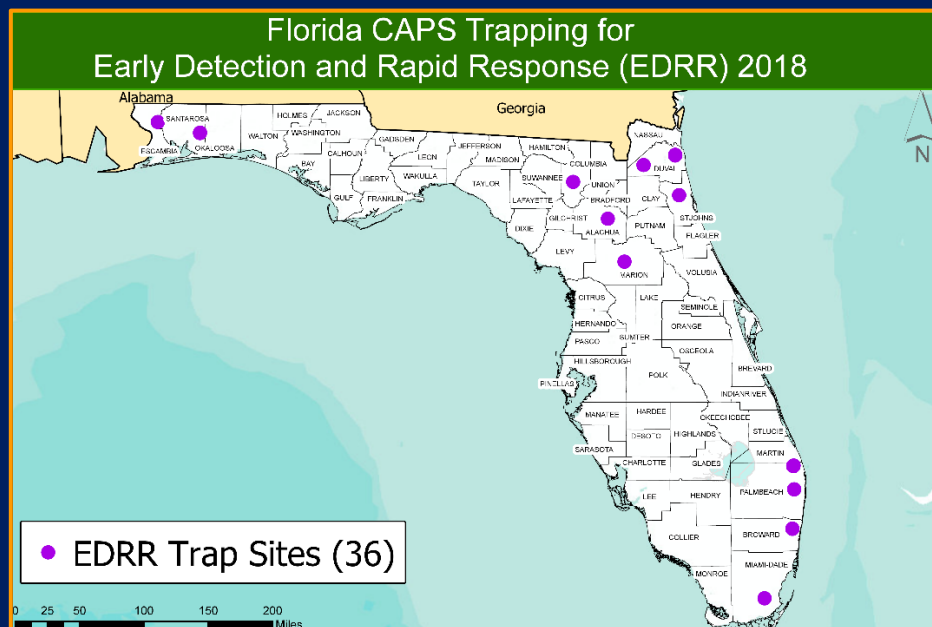 Florida CAPS Trapping for
Early Detection and Rapid Response (EDRR) 2018
Alabama
Georgia
N
SANTAROSA
HOLMES
JACKSON
ESCAMBIA
OKALOOSA
WALTON
WASHINGTON
BAY
CALHOUN
GULF
LIBERTY
FRANKLIN
GADSDEN
LEON
WAKULLA
JEFFERSON
MADISON
TAYLOR
HAMILTON
SUWANNEE
LAFAYETTE
DIXIE
COLUMBIA
GILCHRIST
UNION
BRADFORD
ALACHUA
LEVY
NASSAU
DUVAL
CLAY
STJOHNS
PUTNAM
FLAGLER
MARION
VOLUSIA
CITRUS
LAKE
SEMINOLE
HERNANDO
SUMTER
ORANGE
PASCO
OSCEOLA
HILLSBOROUGH
POLK
BREVARD
PINELLAS
INDIANRIVER
MANATEE
HARDEE
OKEECHOBEE
STLUCIE
DESOTO
HIGHLANDS
SARASOTA
MARTIN
CHARLOTTE
GLADES
LEE
HENDRY
PALMBEACH
COLLIER
BROWARD
MONROE
MIAMI-DADE
EDRR Trap Sites (36)
0 25 50 100 150 200
Miles